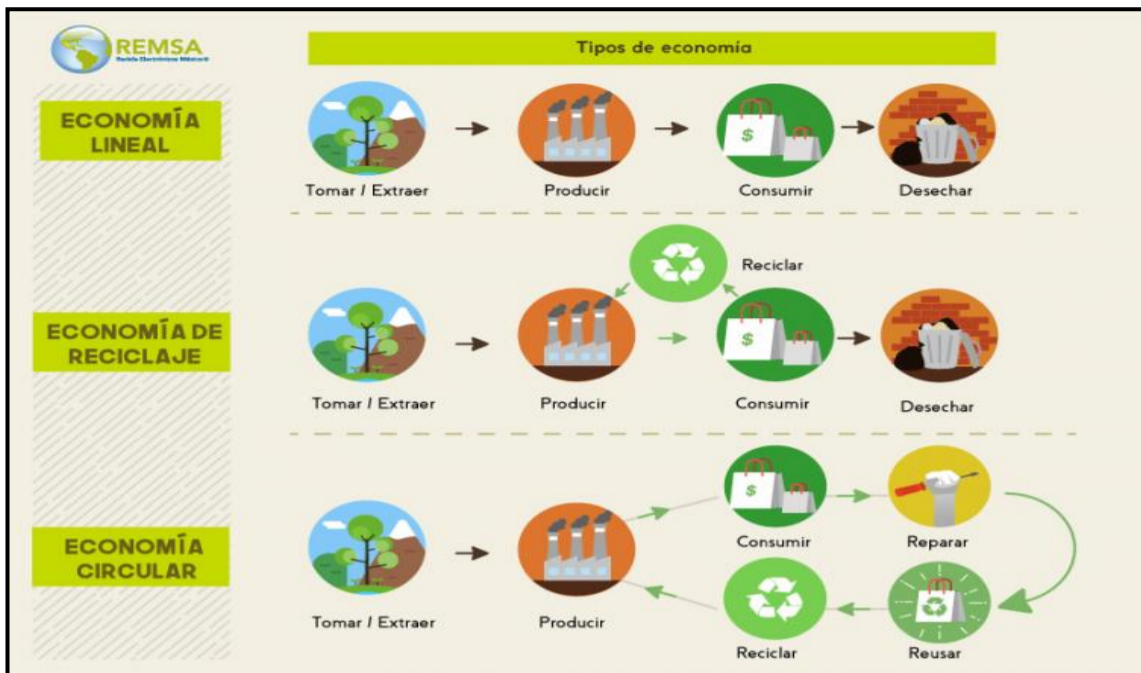 REMSA
Tipos de economía
ECONOMÍA
LINEAL
$
Tomar / Extraer
Producir
Consumir
Desechar
ECONOMÍA DE
RECICLAJE
Reciclar
$
Tomar / Extraer
Producir
Consumir
Desechar
ECONOMÍA
CIRCULAR
$
Consumir
Reparar
Tomar / Extraer
Producir
Reciclar
Reusar